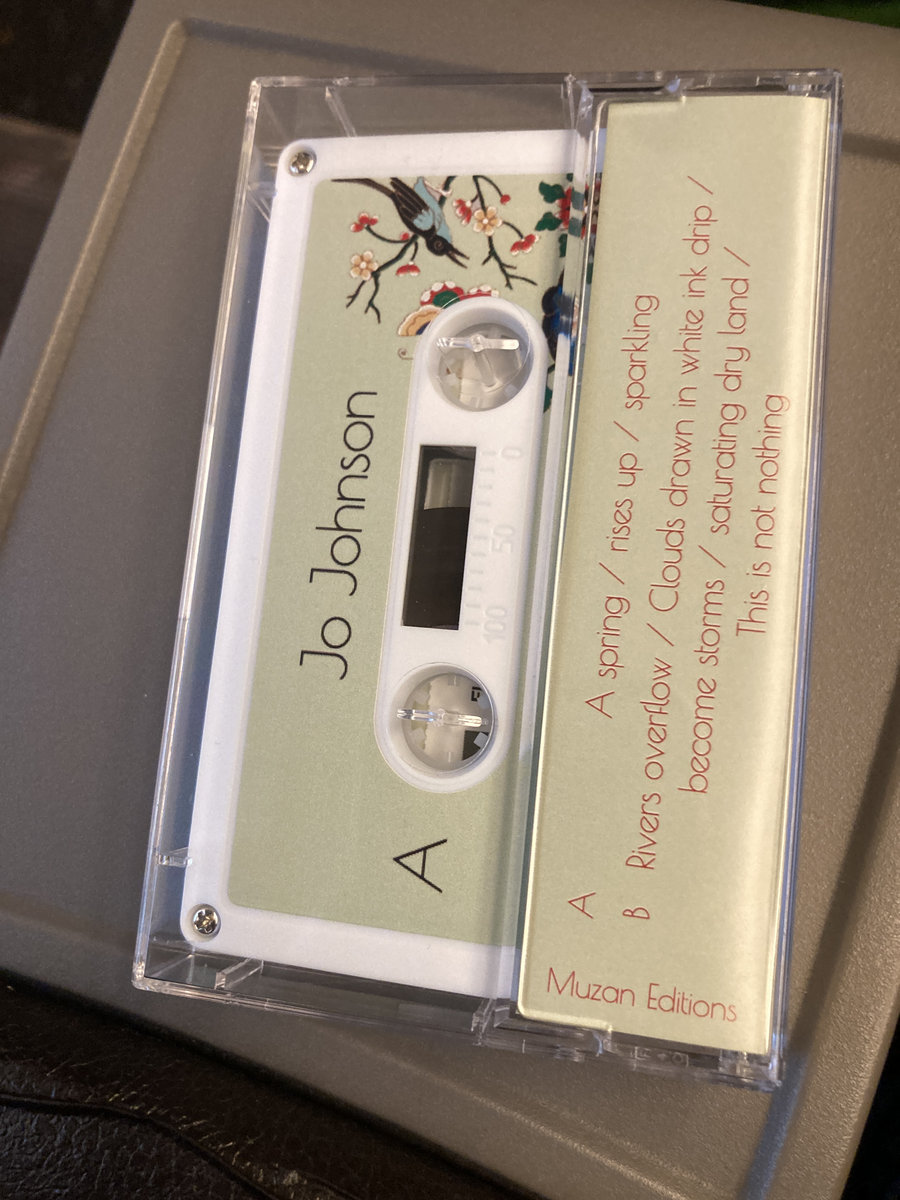 Jo Johnson
A
100 50 0
A A spring / rises up / sparkling
B Rivers overflow / Clouds drawn in white ink drip /
become storms / saturating dry land /
This is not nothing
Muzan Editions